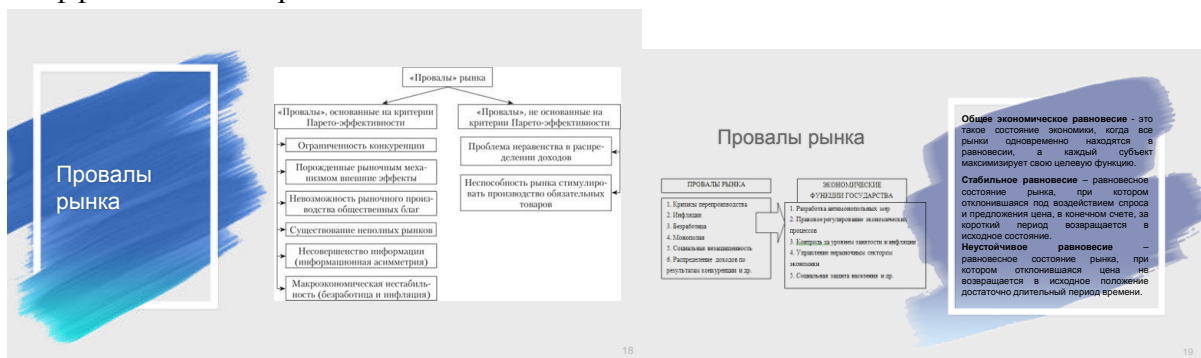 Провалы
рынка
«Провалы» рынка
«Провалы», основанные на критерии
Парето-эффективности
Ограниченность конкуренции
Порожденные рыночным меха-
низмом внешние эффекты
Невозможность рыночного произ-
водства общественных благ
Существование неполных рынков
Несовершенство информации
(информационная асимметрия)
Макроэкономическая нестабиль-
ность (безработица и инфляция)
«Провалы», не основанные на
критерии Парето-эффективности
Проблема неравенства в распре-
делении доходов
Неспособность рынка стимулиро-
вать производство обязательных
товаров
18
Провалы рынка
ПРОВАЛЫ РЫНКА
1. Кризисы перепроизводства
2. Инфляция
3. Безработица
4. Монополия
5. Социальная незащищенность
6. Распределение доходов по
результатам конкуренции и др.
ЭКОНОМИЧЕСКИЕ
ФУНКЦИИ ГОСУДАРСТВА
1. Разработка антимонопольных мер
2. Правовое регулирование экономических
процессов
3. Контроль за уровнем занятости и инфляции
4. Управление нерыночным сектором
экономики
5. Социальная защита населения и др.
Общее экономическое равновесие - это
такое состояние экономики, когда все
рынки одновременно находятся в
равновесии, а каждый субъект
максимизирует свою целевую функцию.
Стабильное равновесие – равновесное
состояние рынка, при котором
отклонившаяся под воздействием спроса
и предложения цена, в конечном счете, за
короткий период возвращается в
исходное состояние.
Неустойчивое равновесие –
равновесное состояние рынка, при
котором отклонившаяся цена не
возвращается в исходное положение
достаточно длительный период времени.
19